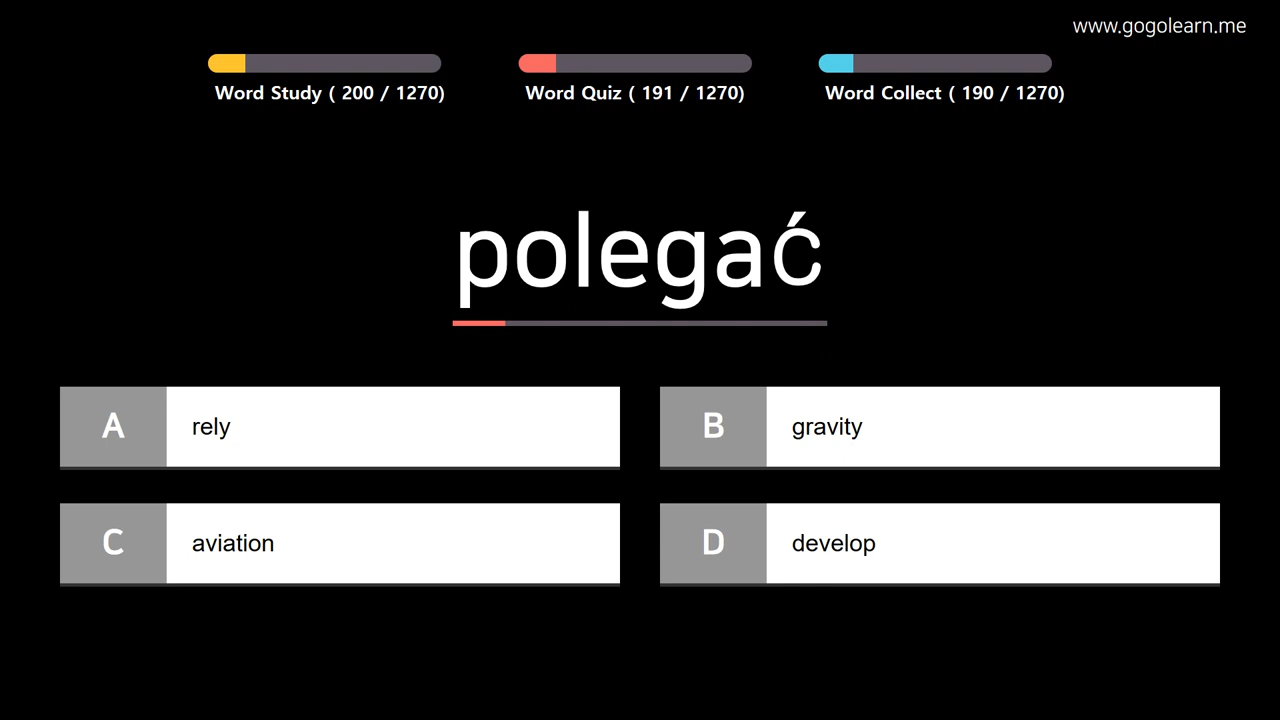 www.gogolearn.me
Word Study ( 200 / 1270)
Word Quiz ( 191 / 1270)
Word Collect ( 190 / 1270)
polegać
A rely
B gravity
C aviation
D develop